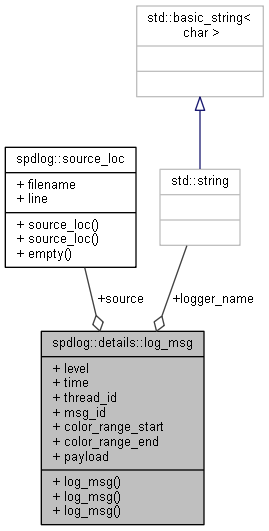 std::basic_string<
char >
spdlog::source_loc
+ filename
+ line
+ source_loc()
+ source_loc()
+ empty()
std::string
+source
+logger_name
spdlog::details::log_msg
+ level
+ time
+ thread_id
+ msg_id
+ color_range_start
+ color_range_end
+ payload
+ log_msg()
+ log_msg()
+ log_msg()